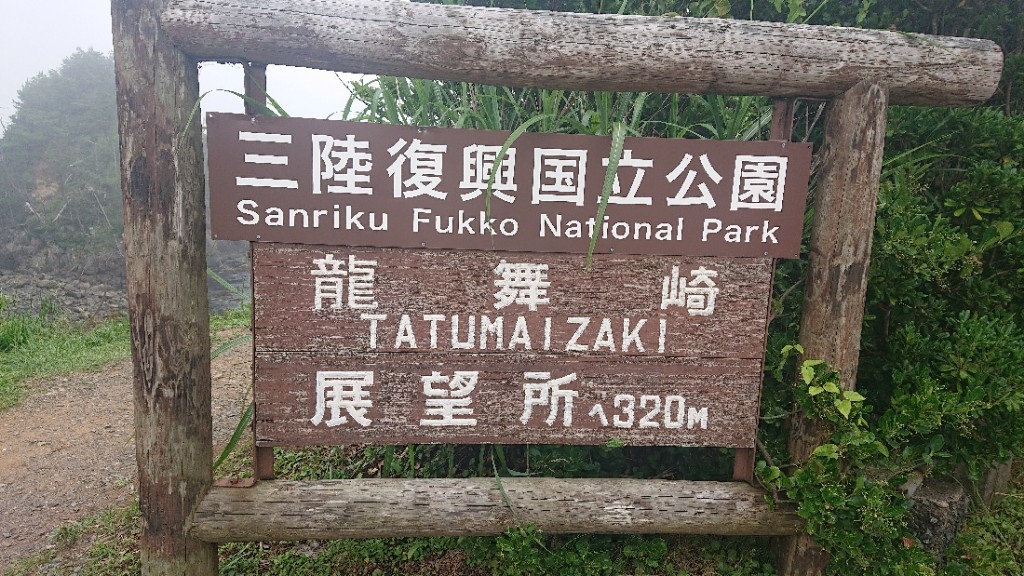 三陸復興国立公園
Sanriku Fukko National Park
龍舞崎
TATUMAIZAKI
展望所へ320M